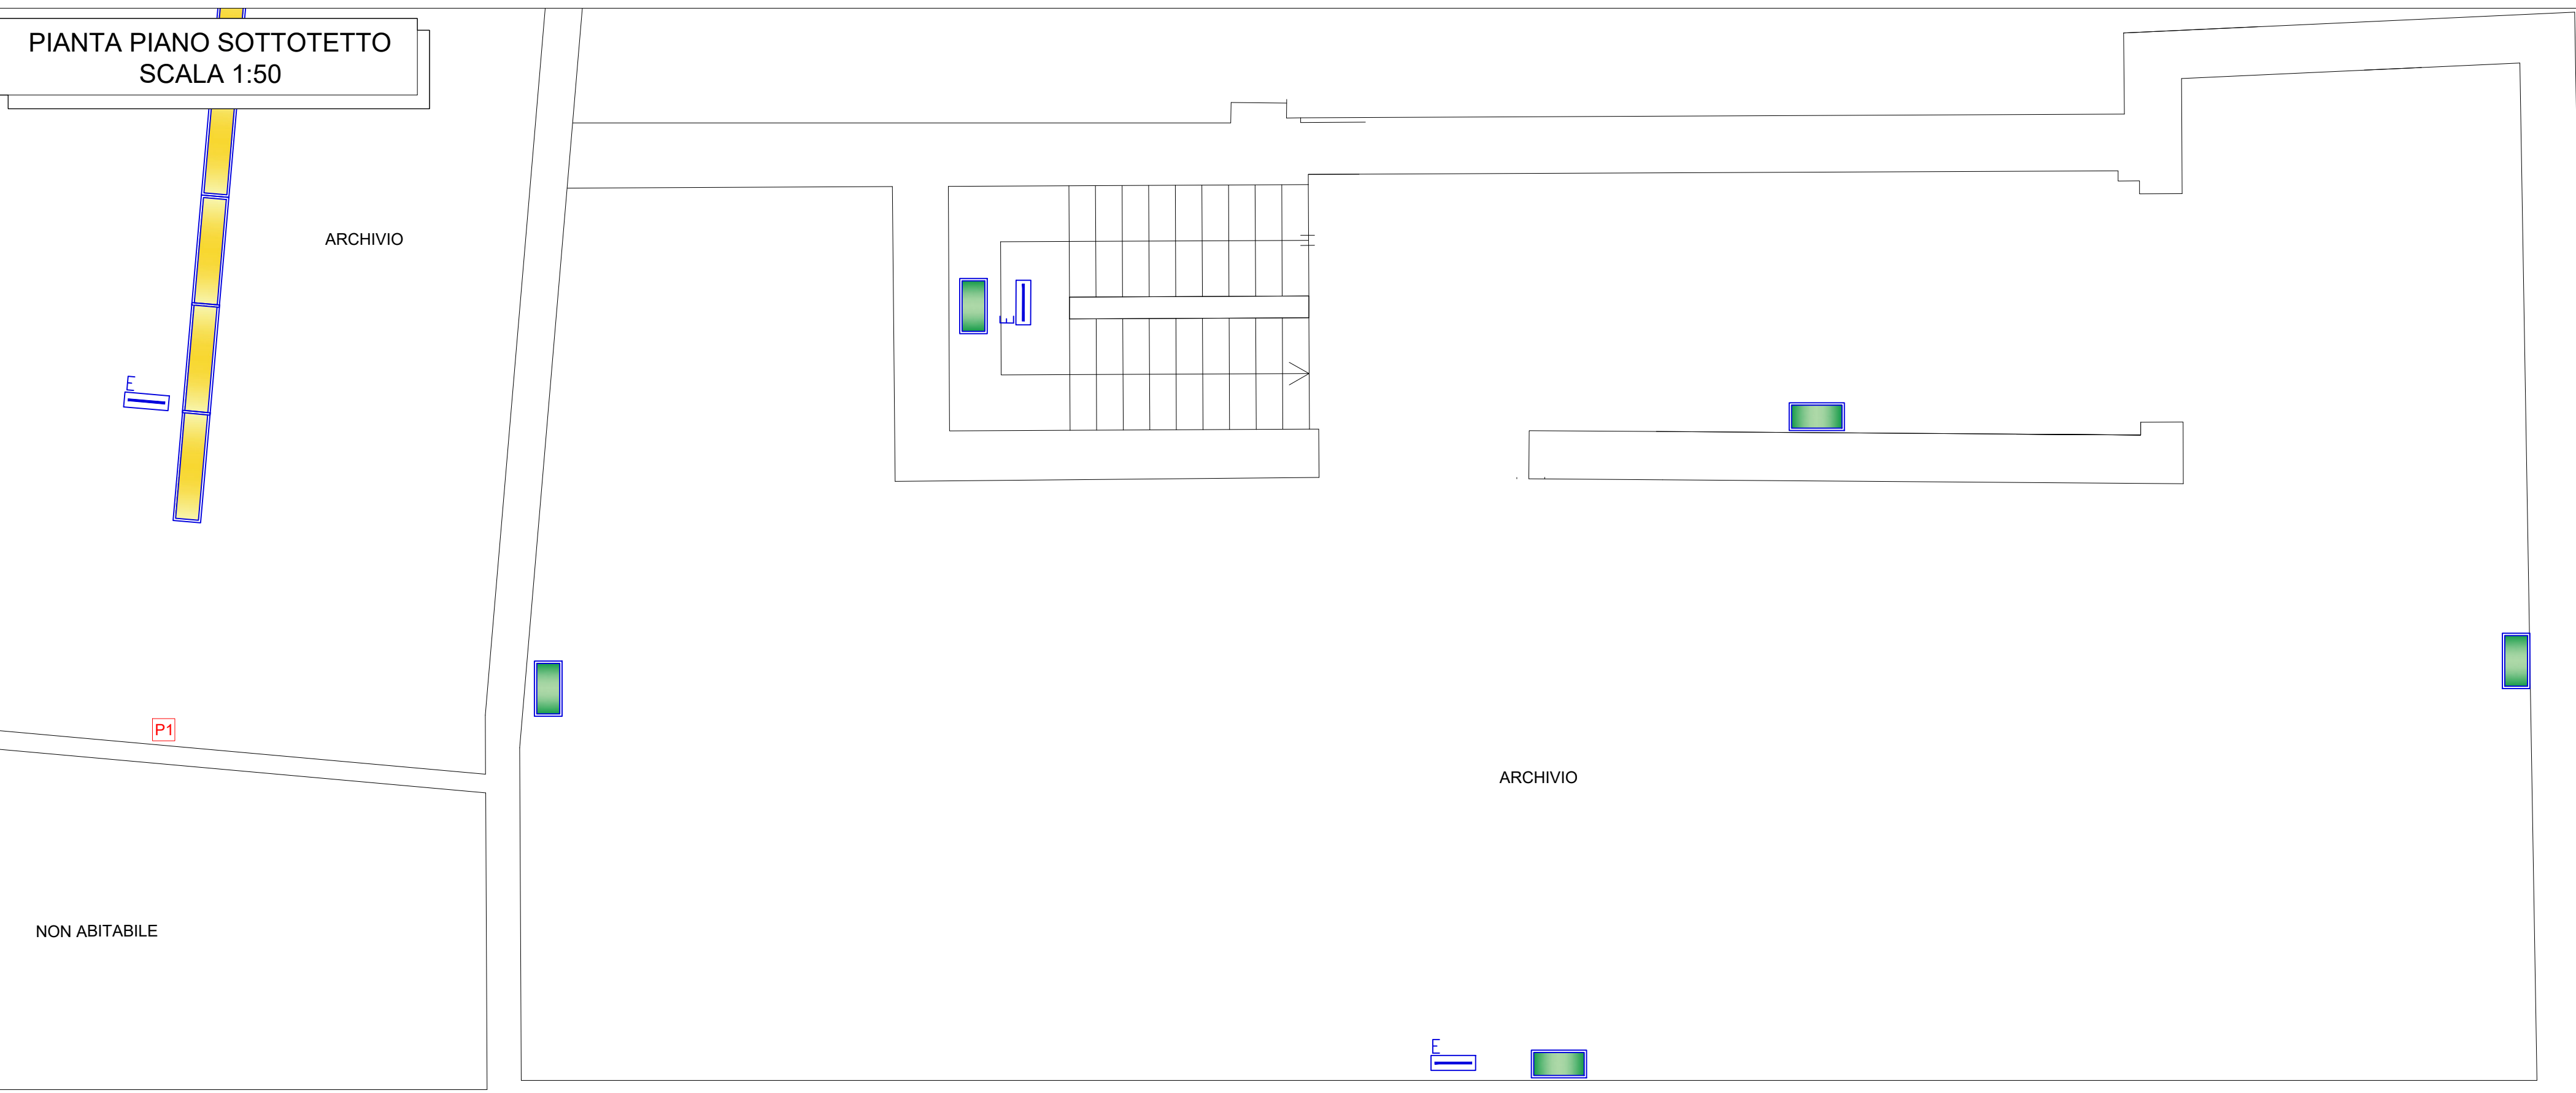 PIANTA PIANO SOTTOTETTO
SCALA 1:50
ARCHIVIO
E
E
P1
ARCHIVIO
NON ABITABILE
E